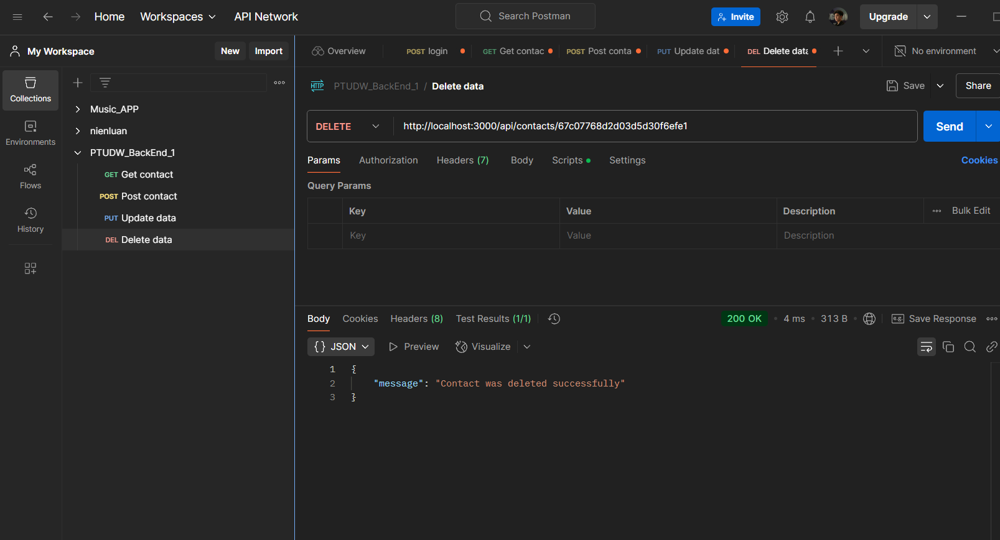 Home Workspaces API Network Search Postman Invite Upgrade
My Workspace New Import
Overview POST login GET Get contac POST Post conta PUT Update dat DEL Delete data No environment
Collections
Environments
Flows
History
Music_APP
nienluan
PTUDW_BackEnd_1
GET Get contact
POST Post contact
PUT Update data
DEL Delete data
HTTP PTUDW_BackEnd_1 / Delete data Save Share
DELETE http://localhost:3000/api/contacts/67c07768d2d03d5d30f6efe1 Send
Params Authorization Headers (7) Body Scripts Settings Cookies
Query Params
Key Value Description Bulk Edit
Key Value Description
Body Cookies Headers (8) Test Results (1/1) 200 OK 4 ms 313 B e.g. Save Response
{} JSON Preview Visualize
1 {
2 "message": "Contact was deleted successfully"
3 }